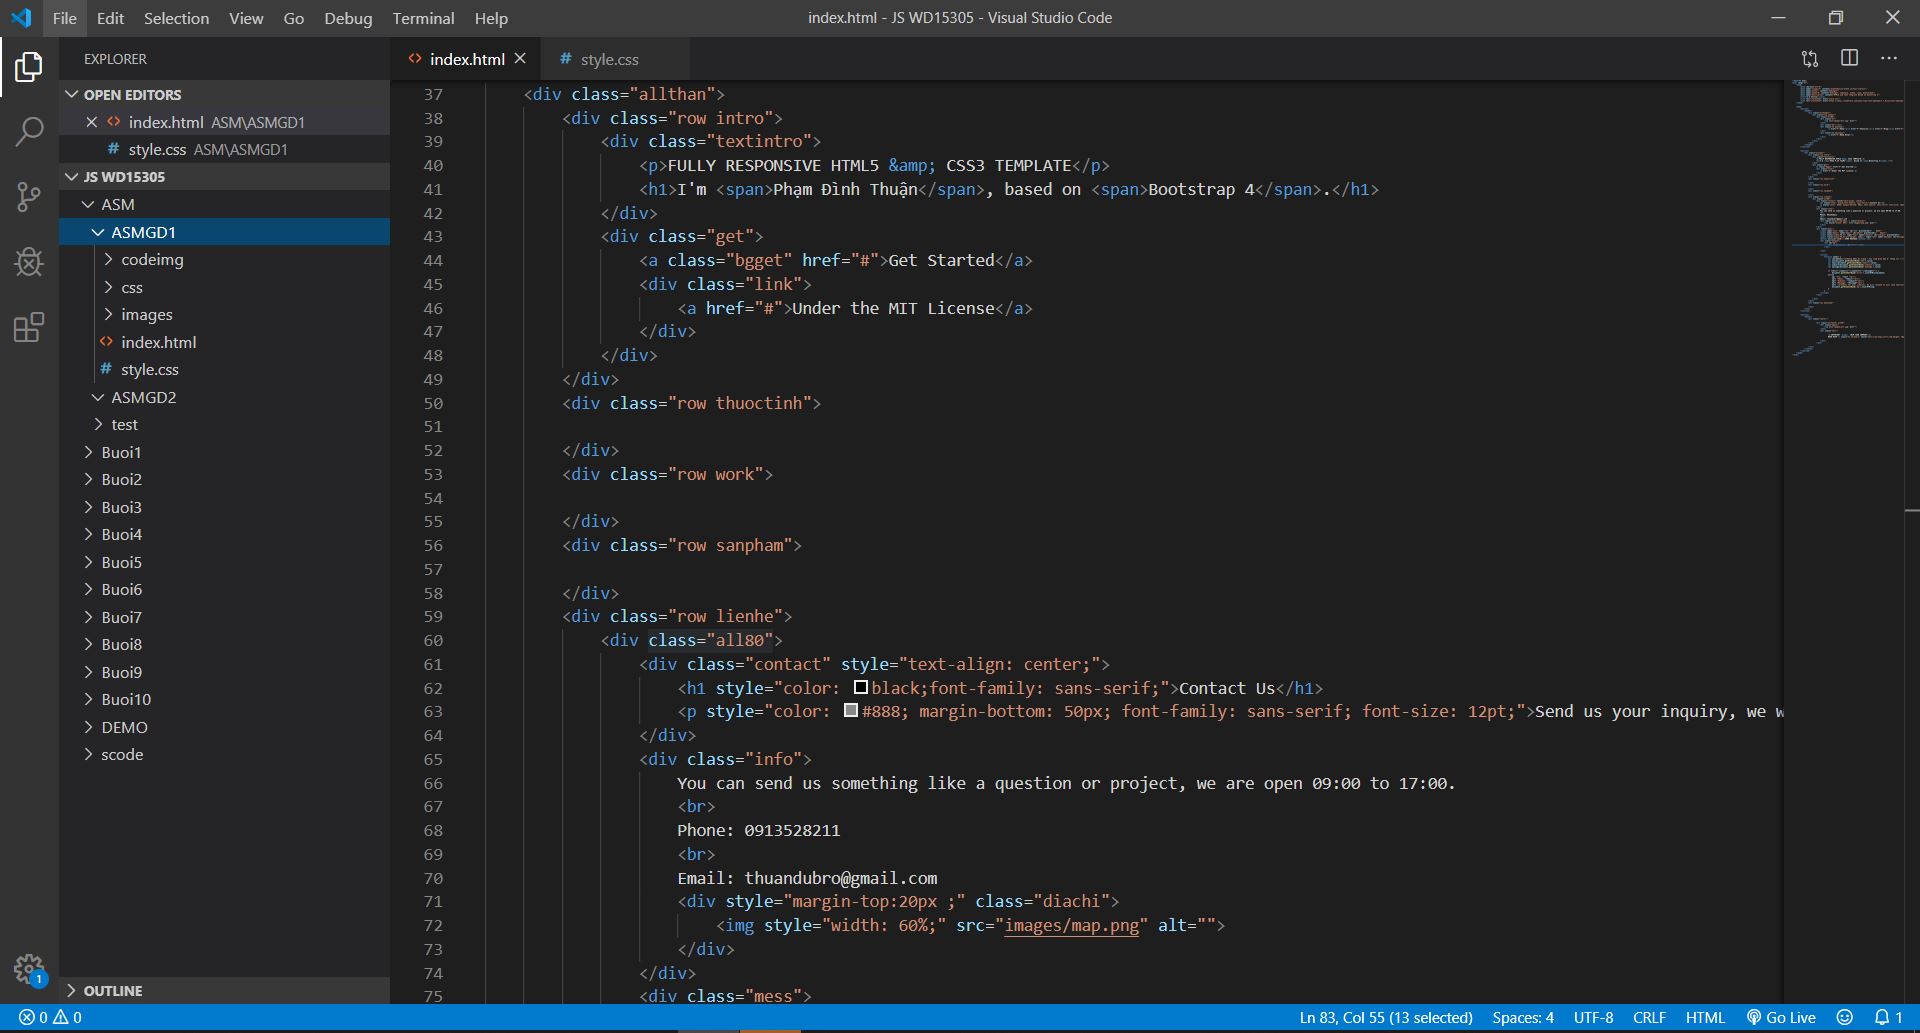 File Edit Selection View Go Debug Terminal Help
index.html - JS WD15305 - Visual Studio Code
EXPLORER
OPEN EDITORS
index.html ASM\ASMGD1
# style.css ASM\ASMGD1
JS WD15305
ASM
ASMGD1
codeimg
css
images
<> index.html
# style.css
ASMGD2
test
Buoi1
Buoi2
Buoi3
Buoi4
Buoi5
Buoi6
Buoi7
Buoi8
Buoi9
Buoi10
DEMO
scode
OUTLINE
<> index.html
# style.css
37 <div class="allthan">
38 <div class="row intro">
39 <div class="textintro">
40 <p>FULLY RESPONSIVE HTML5 &amp; CSS3 TEMPLATE</p>
41 <h1>I'm <span>Phạm Đình Thuận</span>, based on <span>Bootstrap 4</span>.</h1>
42 </div>
43 <div class="get">
44 <a class="bgget" href="#">Get Started</a>
45 <div class="link">
46 <a href="#">Under the MIT License</a>
47 </div>
48 </div>
49 </div>
50 <div class="row thuoctinh">
51
52 </div>
53 <div class="row work">
54
55 </div>
56 <div class="row sanpham">
57
58 </div>
59 <div class="row lienhe">
60 <div class="all80">
61 <div class="contact" style="text-align: center;">
62 <h1 style="color: black;font-family: sans-serif;">Contact Us</h1>
63 <p style="color: #888; margin-bottom: 50px; font-family: sans-serif; font-size: 12pt;">Send us your inquiry, we w
64 </div>
65 <div class="info">
66 You can send us something like a question or project, we are open 09:00 to 17:00.
67 <br>
68 Phone: 0913528211
69 <br>
70 Email: thuandubro@gmail.com
71 <div style="margin-top:20px ;" class="diachi">
72 <img style="width: 60%;" src="images/map.png" alt="">
73 </div>
74 </div>
75 <div class="mess">
1
0 0
Ln 83, Col 55 (13 selected) Spaces: 4 UTF-8 CRLF HTML Go Live 1